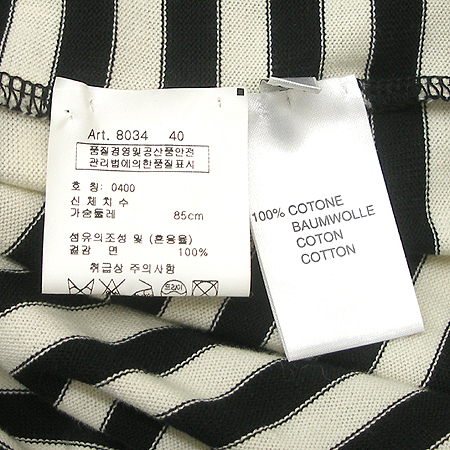 Art. 8034 40
품질경영및공산품안전
관리법에의한품질표시
호 칭: 0400
신 체 치 수
가슴둘레 85cm
섬유의조성 및 (혼용율)
겉감 면 100%
취급상 주의사항
드라이
100% COTONE
BAUMWOLLE
COTON
COTTON